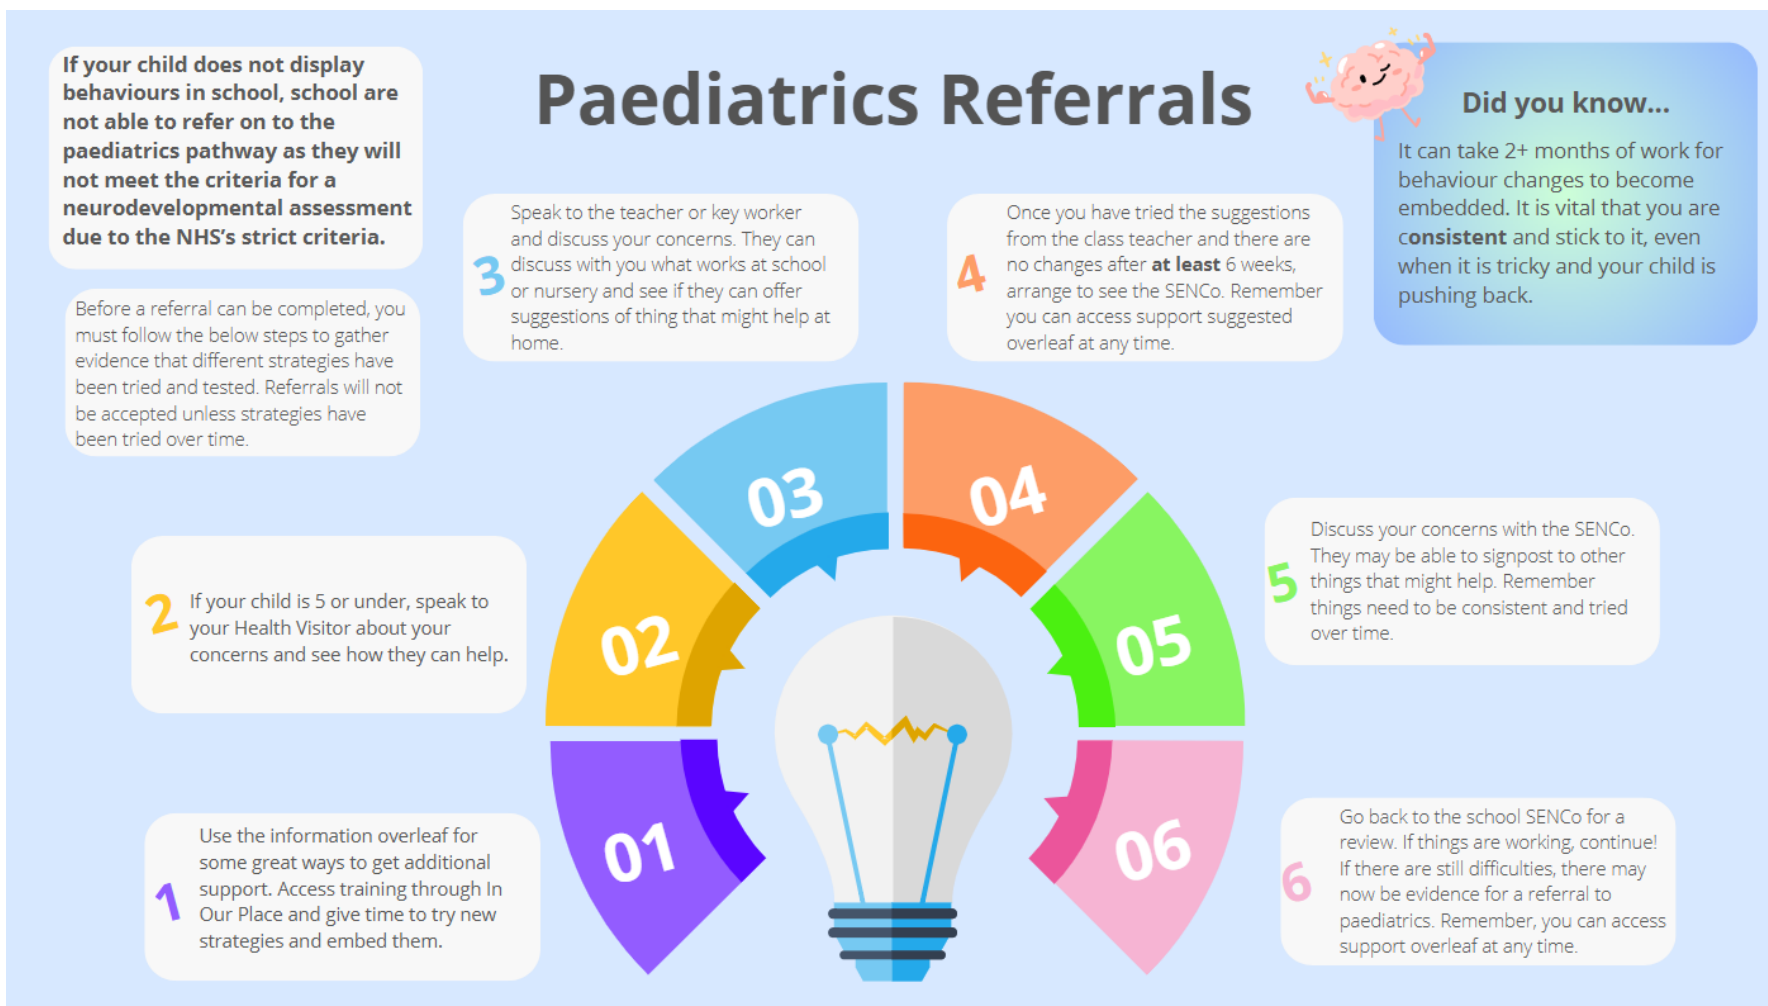 Paediatrics Referrals
If your child does not display
behaviours in school, school are
not able to refer on to the
paediatrics pathway as they will
not meet the criteria for a
neurodevelopmental assessment
due to the NHS's strict criteria.
Before a referral can be completed, you
must follow the below steps to gather
evidence that different strategies have
been tried and tested. Referrals will not
be accepted unless strategies have
been tried over time.
Did you know...
It can take 2+ months of work for
behaviour changes to become
embedded. It is vital that you are
consistent and stick to it, even
when it is tricky and your child is
pushing back.
1
Use the information overleaf for
some great ways to get additional
support. Access training through In
Our Place and give time to try new
strategies and embed them.
2
If your child is 5 or under, speak to
your Health Visitor about your
concerns and see how they can help.
3
Speak to the teacher or key worker
and discuss your concerns. They can
discuss with you what works at school
or nursery and see if they can offer
suggestions of thing that might help at
home.
4
Once you have tried the suggestions
from the class teacher and there are
no changes after at least 6 weeks,
arrange to see the SENCo. Remember
you can access support suggested
overleaf at any time.
5
Discuss your concerns with the SENCo.
They may be able to signpost to other
things that might help. Remember
things need to be consistent and tried
over time.
6
Go back to the school SENCo for a
review. If things are working, continue!
If there are still difficulties, there may
now be evidence for a referral to
paediatrics. Remember, you can access
support overleaf at any time.
01
02
03
04
05
06